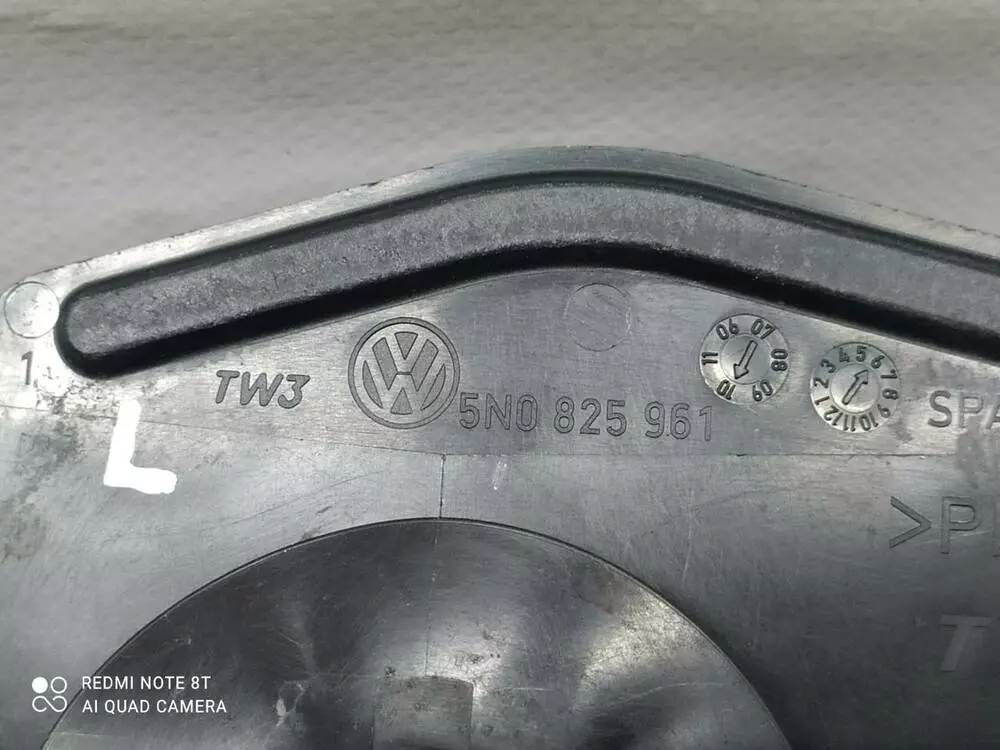 1
TW3
5N0 825 961
06 07 08 09 10 11
1 2 3 4 5 6 7 8 9 10 11 12
L
REDMI NOTE 8T
AI QUAD CAMERA